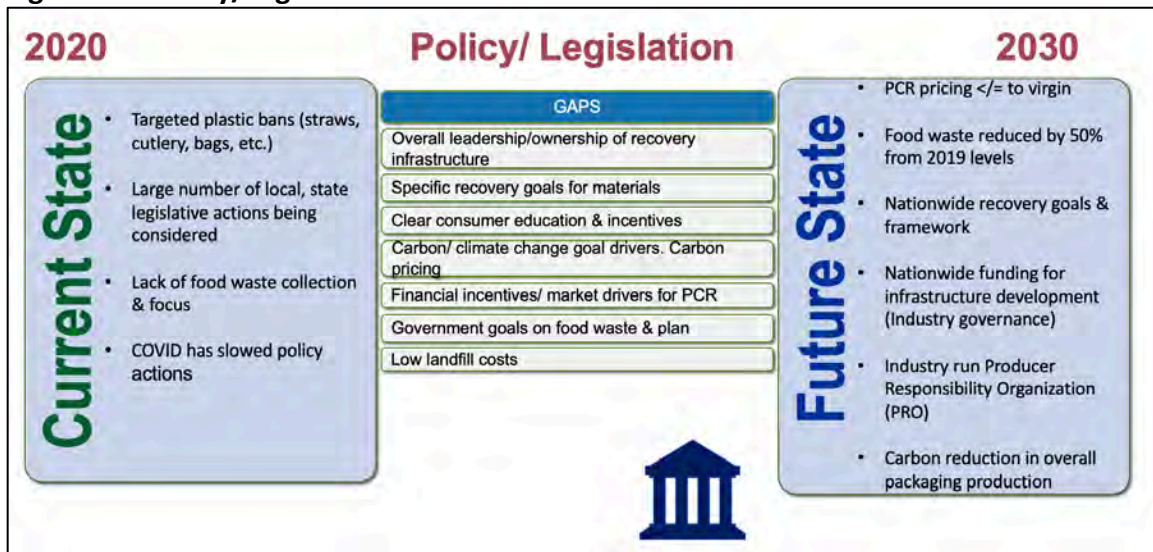 2020
Policy/ Legislation
2030
Current State
• Targeted plastic bans (straws,
cutlery, bags, etc.)
• Large number of local, state
legislative actions being
considered
• Lack of food waste collection
& focus
• COVID has slowed policy
actions
GAPS
Overall leadership/ownership of recovery
infrastructure
Specific recovery goals for materials
Clear consumer education & incentives
Carbon/ climate change goal drivers. Carbon
pricing
Financial incentives/ market drivers for PCR
Government goals on food waste & plan
Low landfill costs
Future State
• PCR pricing </= to virgin
• Food waste reduced by 50%
from 2019 levels
• Nationwide recovery goals &
framework
• Nationwide funding for
infrastructure development
(Industry governance)
• Industry run Producer
Responsibility Organization
(PRO)
• Carbon reduction in overall
packaging production